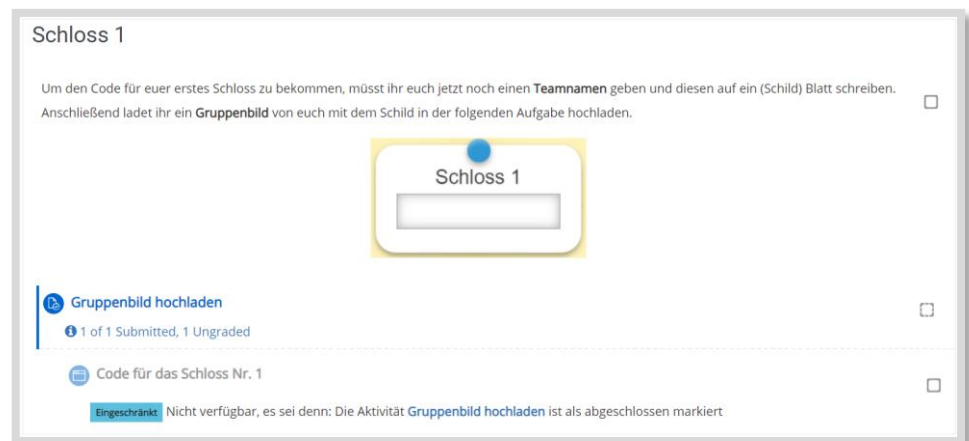 Schloss 1
Um den Code für euer erstes Schloss zu bekommen, müsst ihr euch jetzt noch einen Teamnamen geben und diesen auf ein (Schild) Blatt schreiben.
Anschließend ladet ihr ein Gruppenbild von euch mit dem Schild in der folgenden Aufgabe hochladen.
Schloss 1
Gruppenbild hochladen
1 of 1 Submitted, 1 Ungraded
Code für das Schloss Nr. 1
Eingeschränkt Nicht verfügbar, es sei denn: Die Aktivität Gruppenbild hochladen ist als abgeschlossen markiert